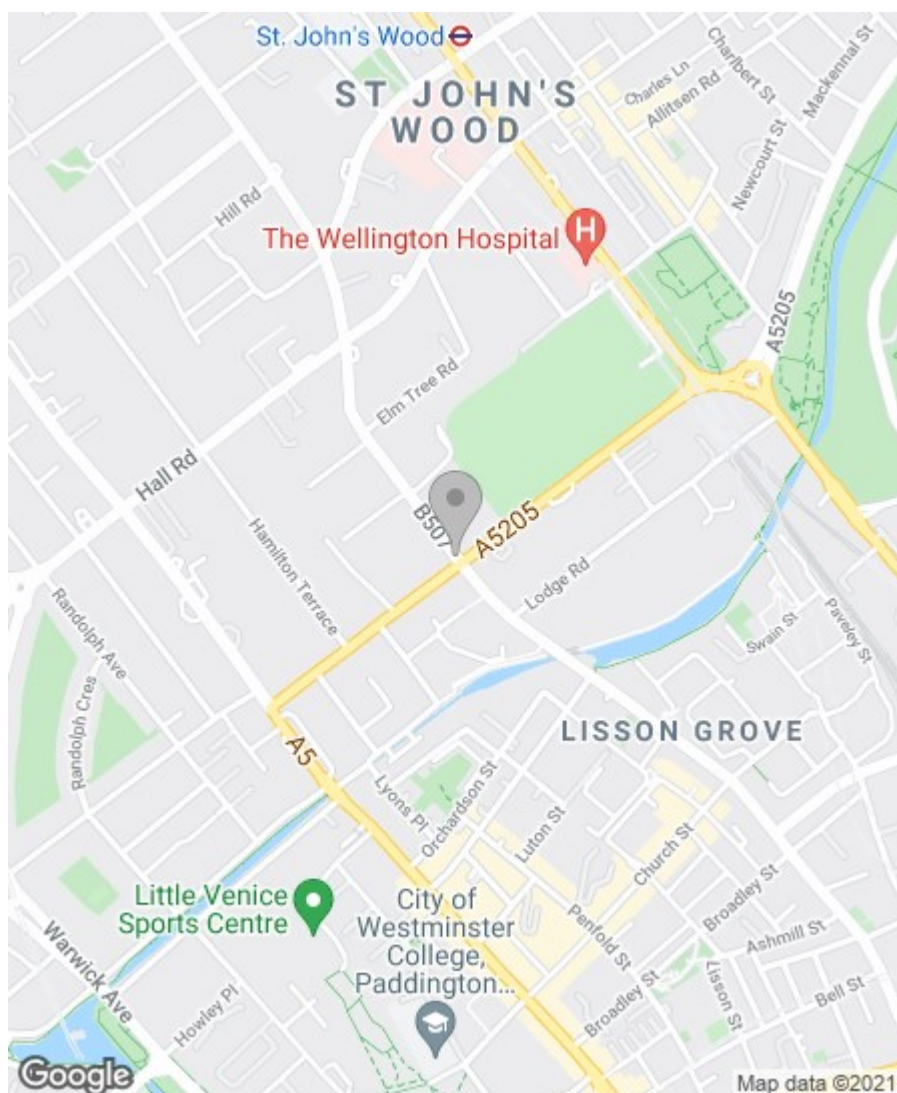 St. John's Wood
ST JOHN'S
WOOD
Charles Ln
Allitsen Rd
Charlbert St
Mackennal St
Newcourt St
Hill Rd
The Wellington Hospital
H
A5205
Elm Tree Rd
Hall Rd
B507
A5205
Hamilton Terrace
Lodge Rd
Randolph Ave
Swain St
Paveley St
Randolph Cres
LISSON GROVE
A5
Lyons Pl
Orchardson St
Luton St
Church St
Little Venice
Sports Centre
City of
Westminster
College,
Paddington...
Penfold St
Broadley St
Ashmill St
Warwick Ave
Howley Pl
Broadley St
Lisson St
Bell St
Google
Map data ©2021